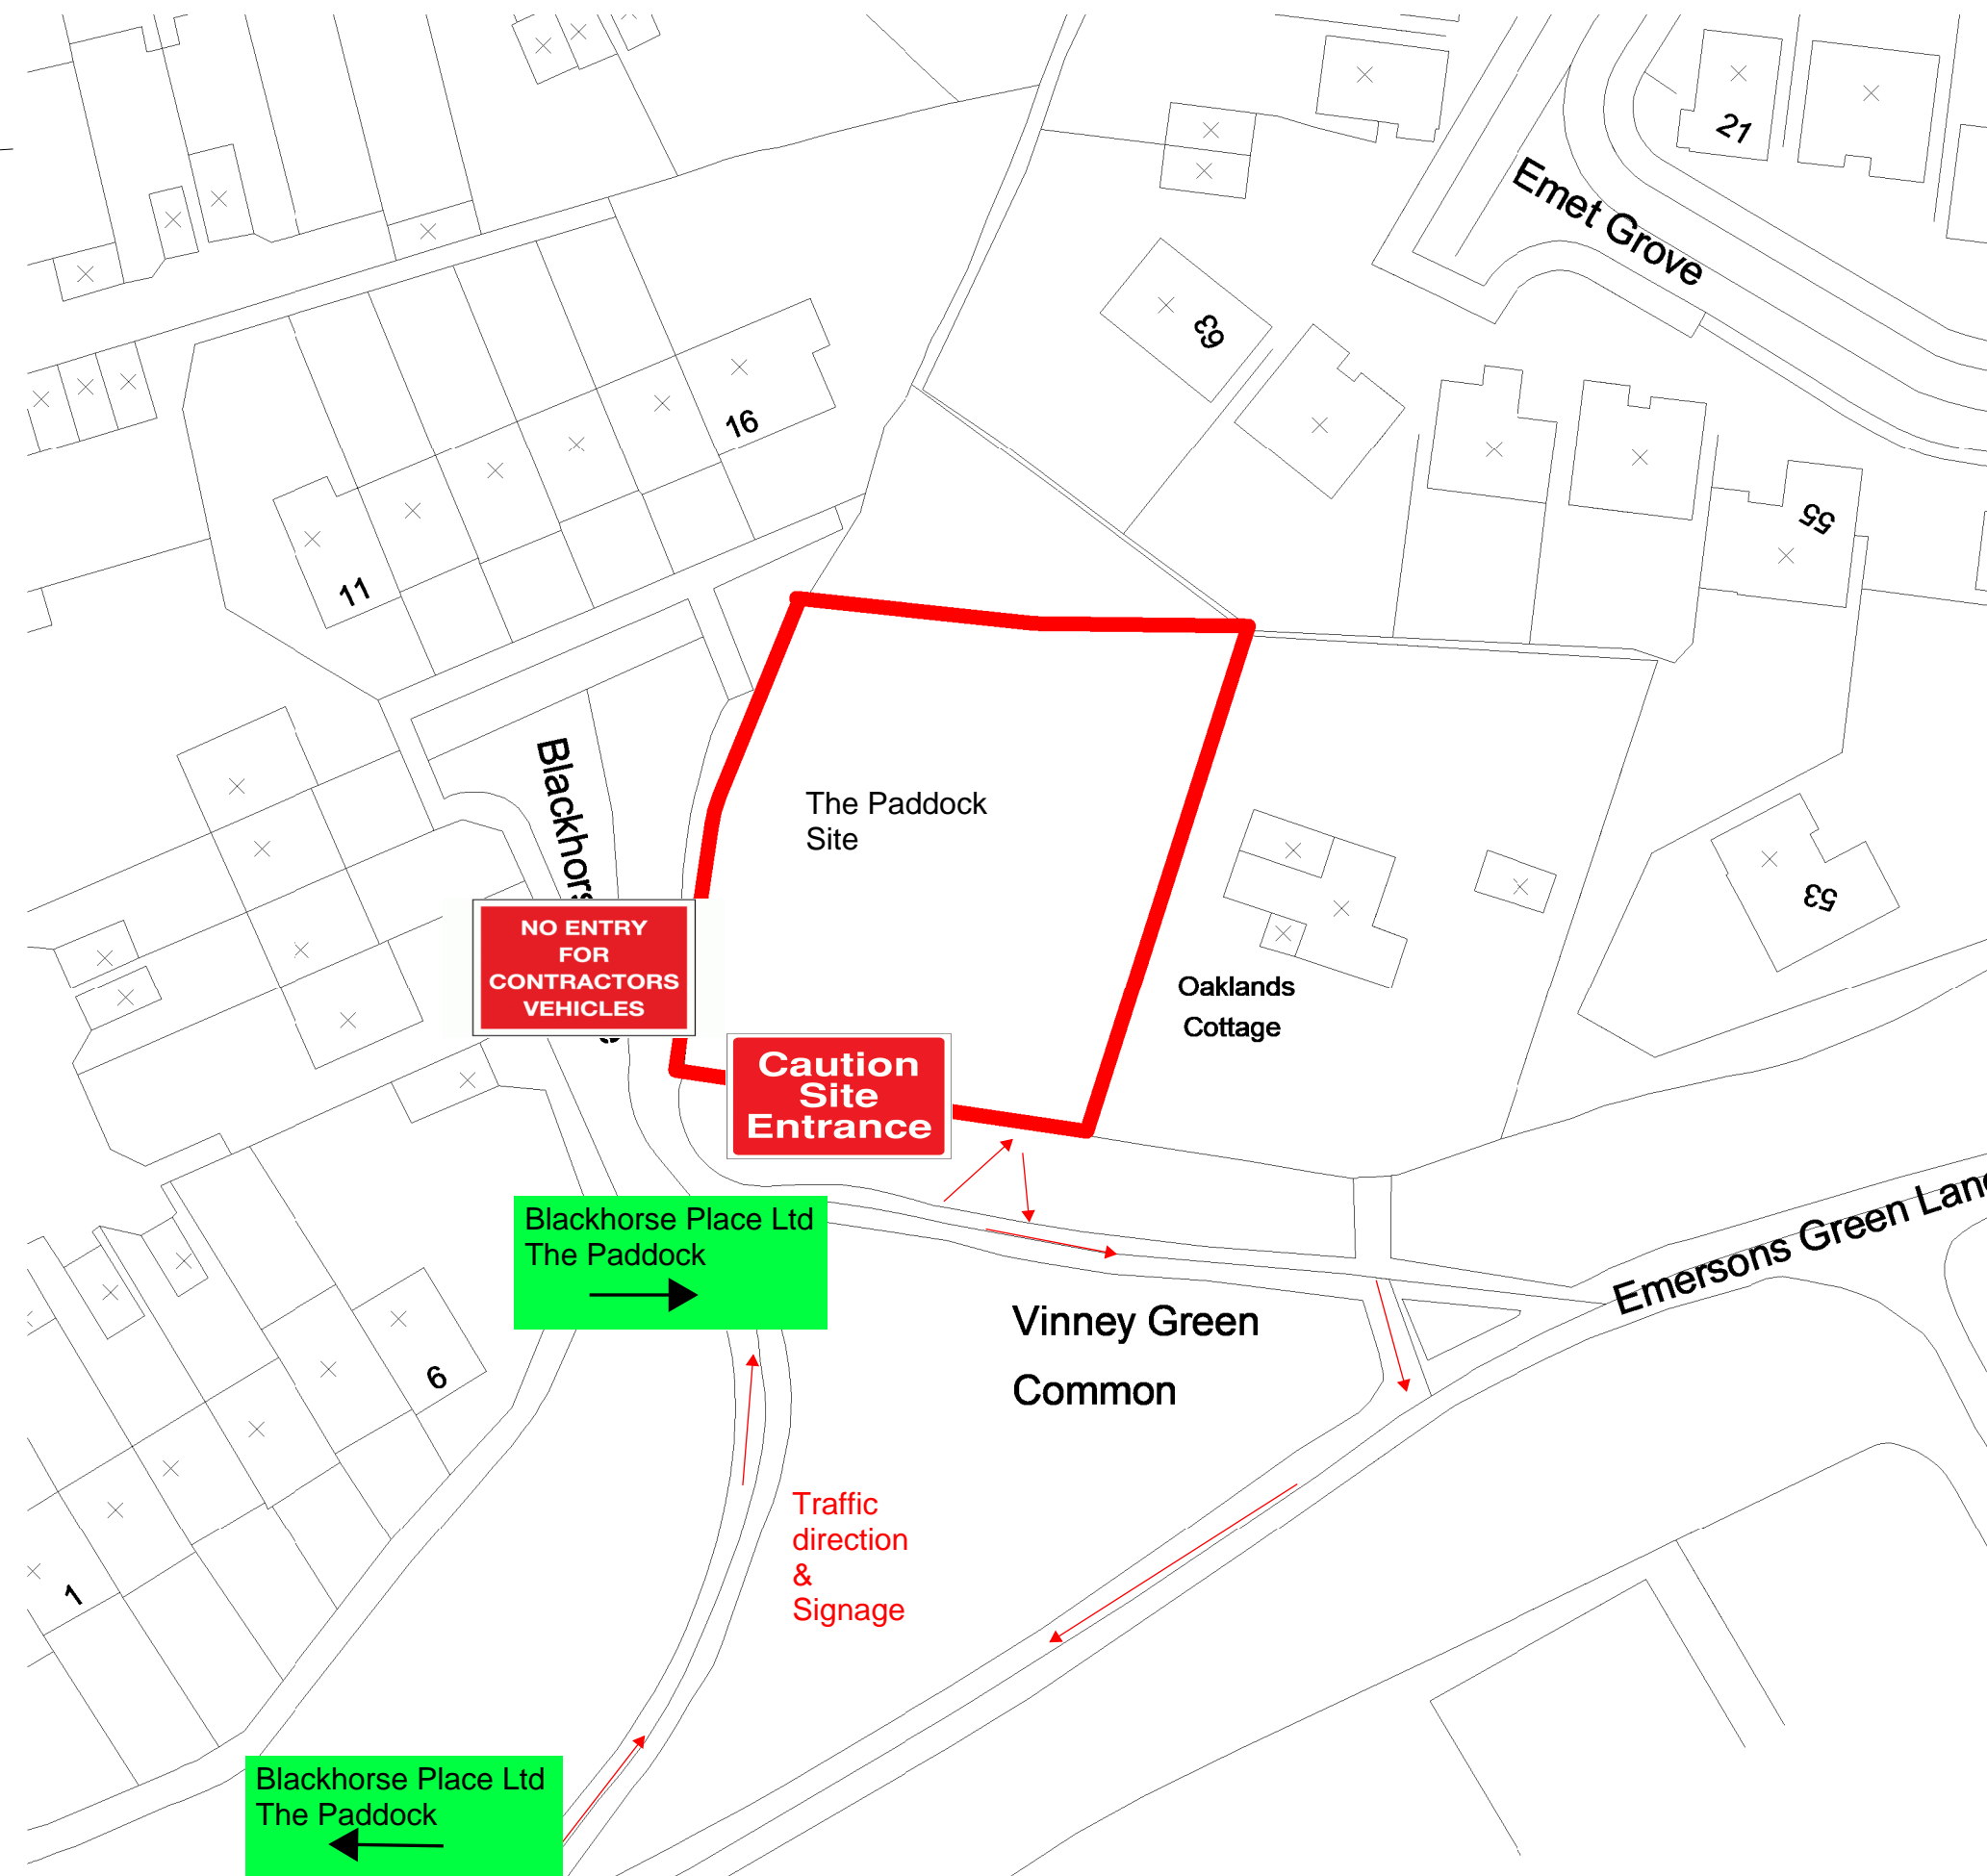 21
Emet Grove
63
16
55
11
The Paddock
Site
53
NO ENTRY
FOR
CONTRACTORS
VEHICLES
Oaklands
Cottage
Caution
Site
Entrance
Emersons Green Lane
Blackhorse Place Ltd
The Paddock
Vinney Green
Common
6
Traffic
direction
&
Signage
1
Blackhorse Place Ltd
The Paddock